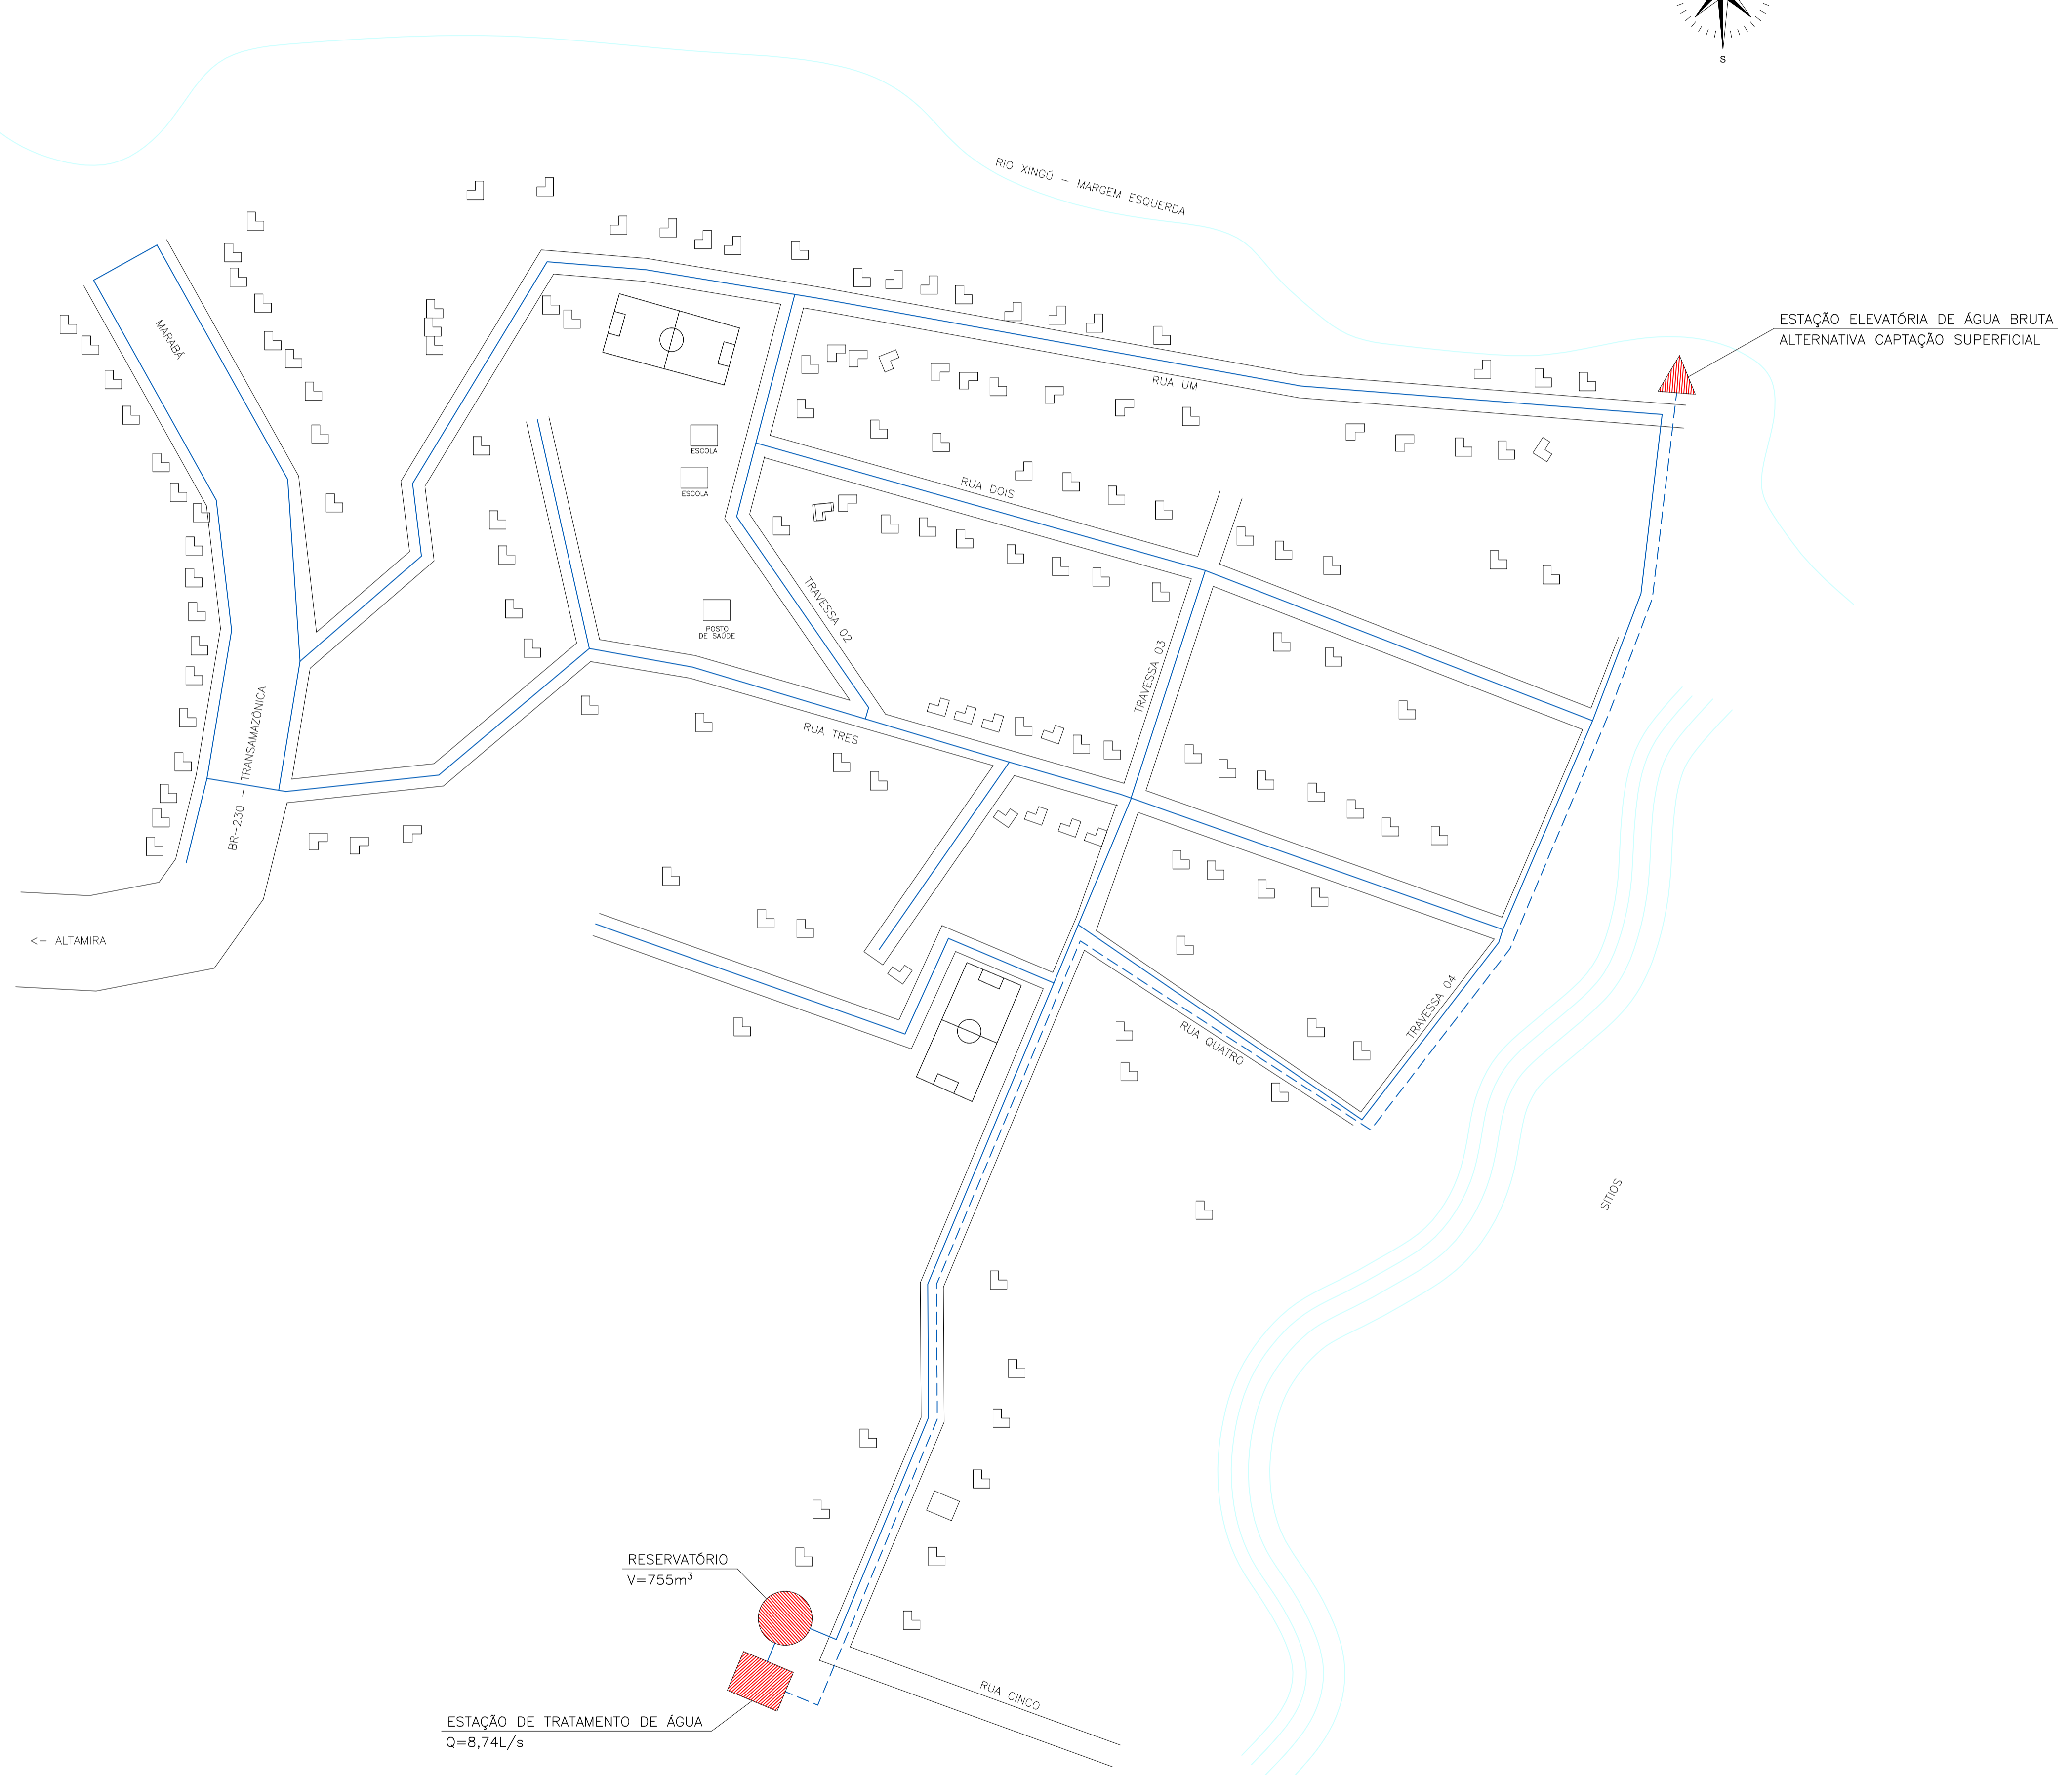 S
RIO XINGÚ - MARGEM ESQUERDA
ESTAÇÃO ELEVATÓRIA DE ÁGUA BRUTA
ALTERNATIVA CAPTAÇÃO SUPERFICIAL
MARABÁ
RUA UM
ESCOLA
ESCOLA
RUA DOIS
TRAVESSA 02
POSTO
DE SAÚDE
TRAVESSA 03
BR-230 - TRANSAMAZÔNICA
RUA TRES
<- ALTAMIRA
TRAVESSA 04
RUA QUATRO
SÍTIOS
RESERVATÓRIO
V=755m³
RUA CINCO
ESTAÇÃO DE TRATAMENTO DE ÁGUA
Q=8,74L/s